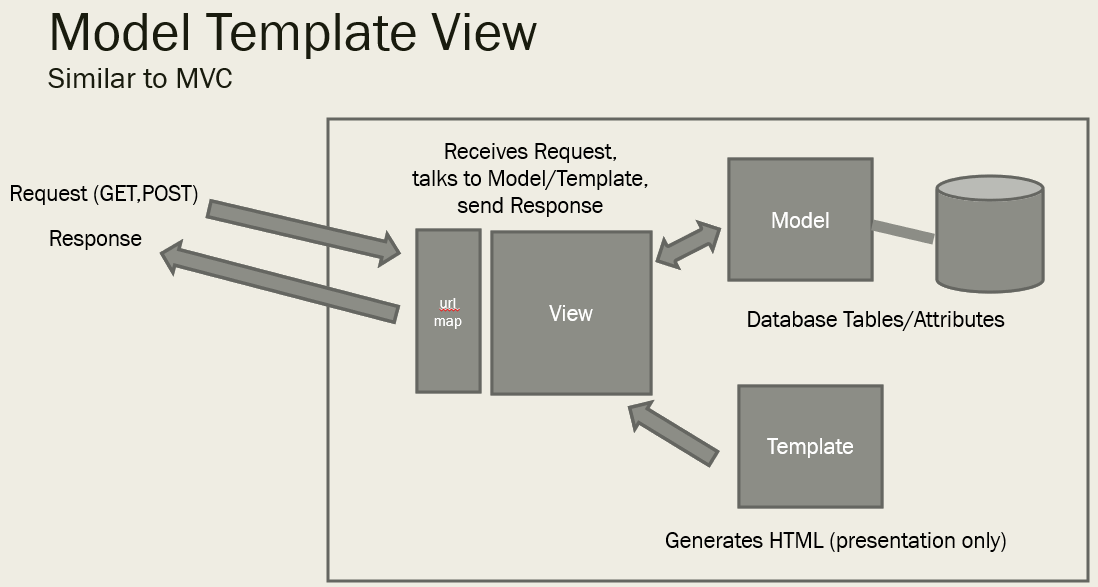 Model Template View
Similar to MVC
Receives Request,
talks to Model/Template,
send Response
Request (GET,POST)
Response
url
map
View
Model
Database Tables/Attributes
Template
Generates HTML (presentation only)